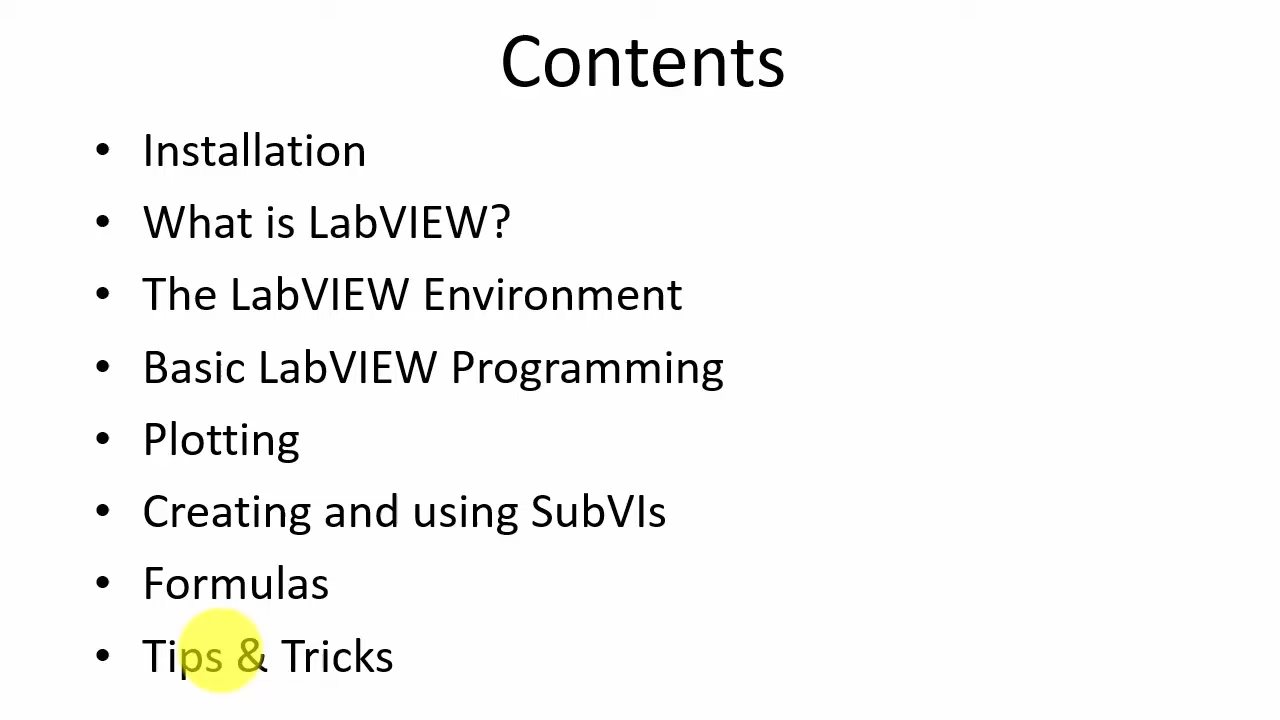 Contents
• Installation
• What is LabVIEW?
• The LabVIEW Environment
• Basic LabVIEW Programming
• Plotting
• Creating and using SubVIs
• Formulas
• Tips & Tricks